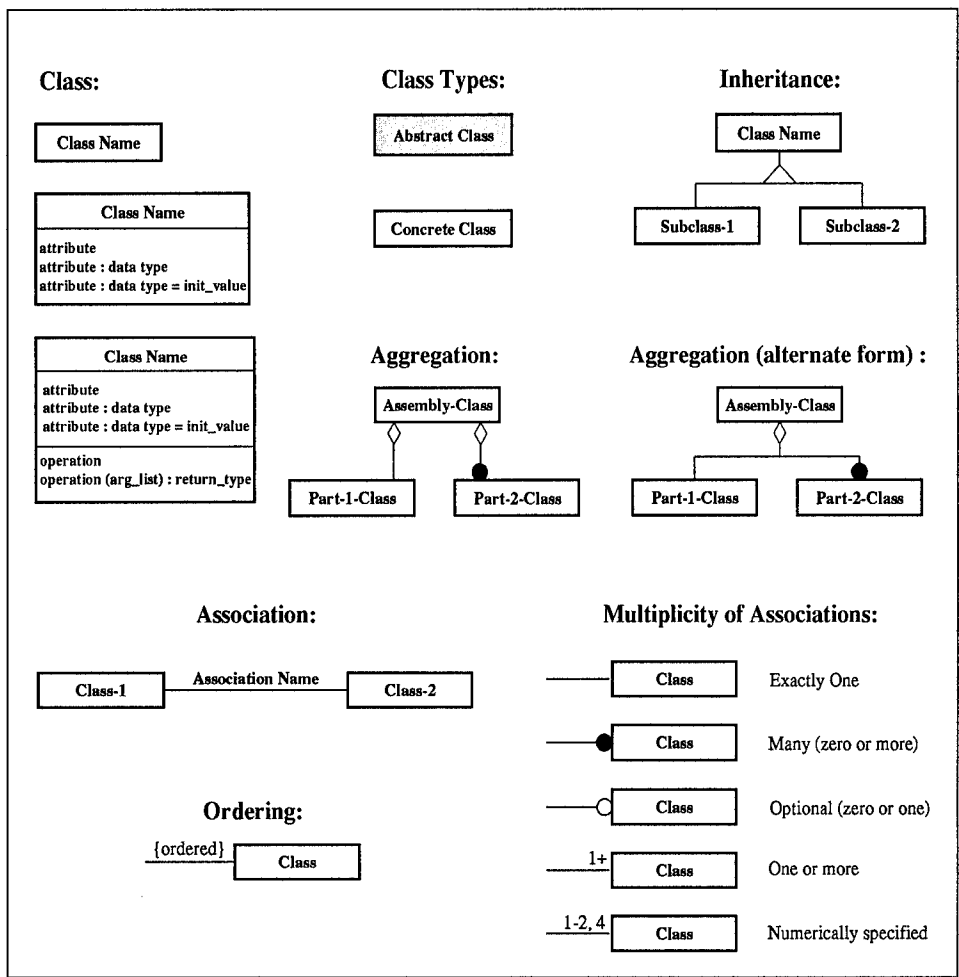 Class:
Class Name
Class Name
attribute
attribute : data type
attribute : data type = init_value
Class Name
attribute
attribute : data type
attribute : data type = init_value
operation
operation (arg_list) : return_type
Class Types:
Abstract Class
Concrete Class
Inheritance:
Class Name
Subclass-1
Subclass-2
Aggregation:
Assembly-Class
Part-1-Class
Part-2-Class
Aggregation (alternate form) :
Assembly-Class
Part-1-Class
Part-2-Class
Association:
Class-1
Association Name
Class-2
Ordering:
{ordered}
Class
Multiplicity of Associations:
Class
Exactly One
Class
Many (zero or more)
Class
Optional (zero or one)
1+
Class
One or more
1-2, 4
Class
Numerically specified